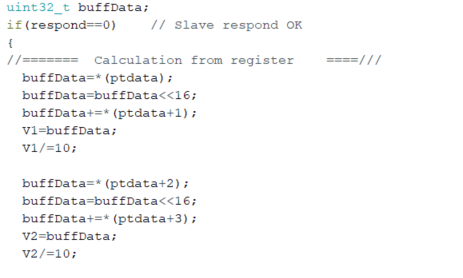 uint32_t buffData;
if(respond==0)    // Slave respond OK
{
//=======  Calculation from register    ====///
  buffData=*(ptdata);
  buffData=buffData<<16;
  buffData+=*(ptdata+1);
  V1=buffData;
  V1/=10;

  buffData=*(ptdata+2);
  buffData=buffData<<16;
  buffData+=*(ptdata+3);
  V2=buffData;
  V2/=10;